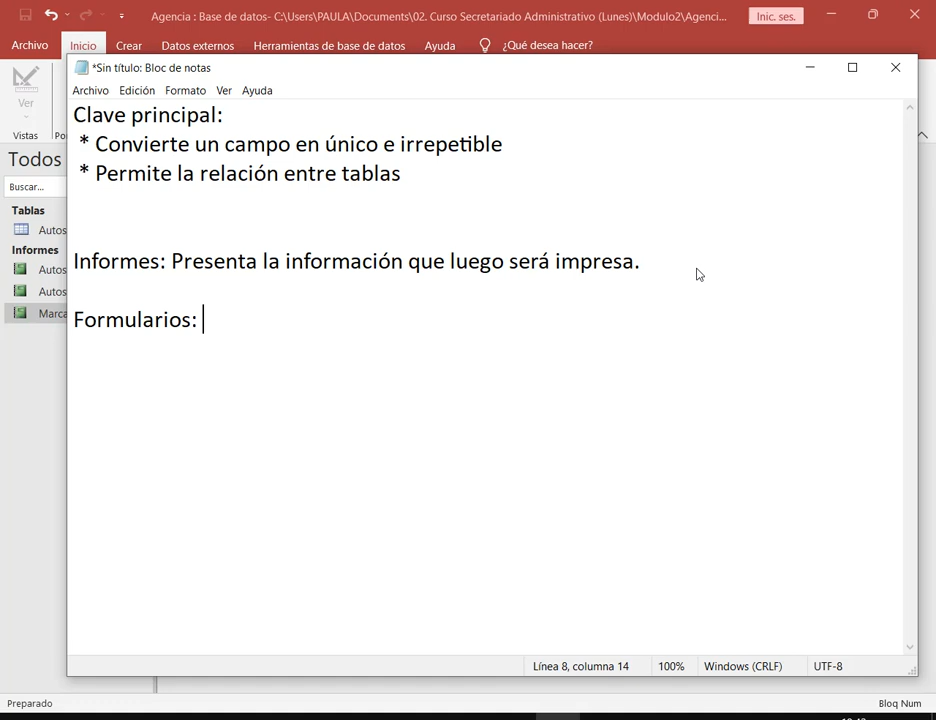 Agencia : Base de datos- C:\Users\PAULA\Documents\02. Curso Secretariado Administrativo (Lunes)\Modulo2\Agenci... Inic. ses.
Archivo Inicio Crear Datos externos Herramientas de base de datos Ayuda ¿Qué desea hacer?
*Sin título: Bloc de notas
Archivo Edición Formato Ver Ayuda
Ver
Vistas
Todos
Buscar...
Tablas
Autos
Informes
Autos
Autos
Marca
Clave principal:
* Convierte un campo en único e irrepetible
* Permite la relación entre tablas
Informes: Presenta la información que luego será impresa.
Formularios:
Línea 8, columna 14 100% Windows (CRLF) UTF-8
Preparado Bloq Num